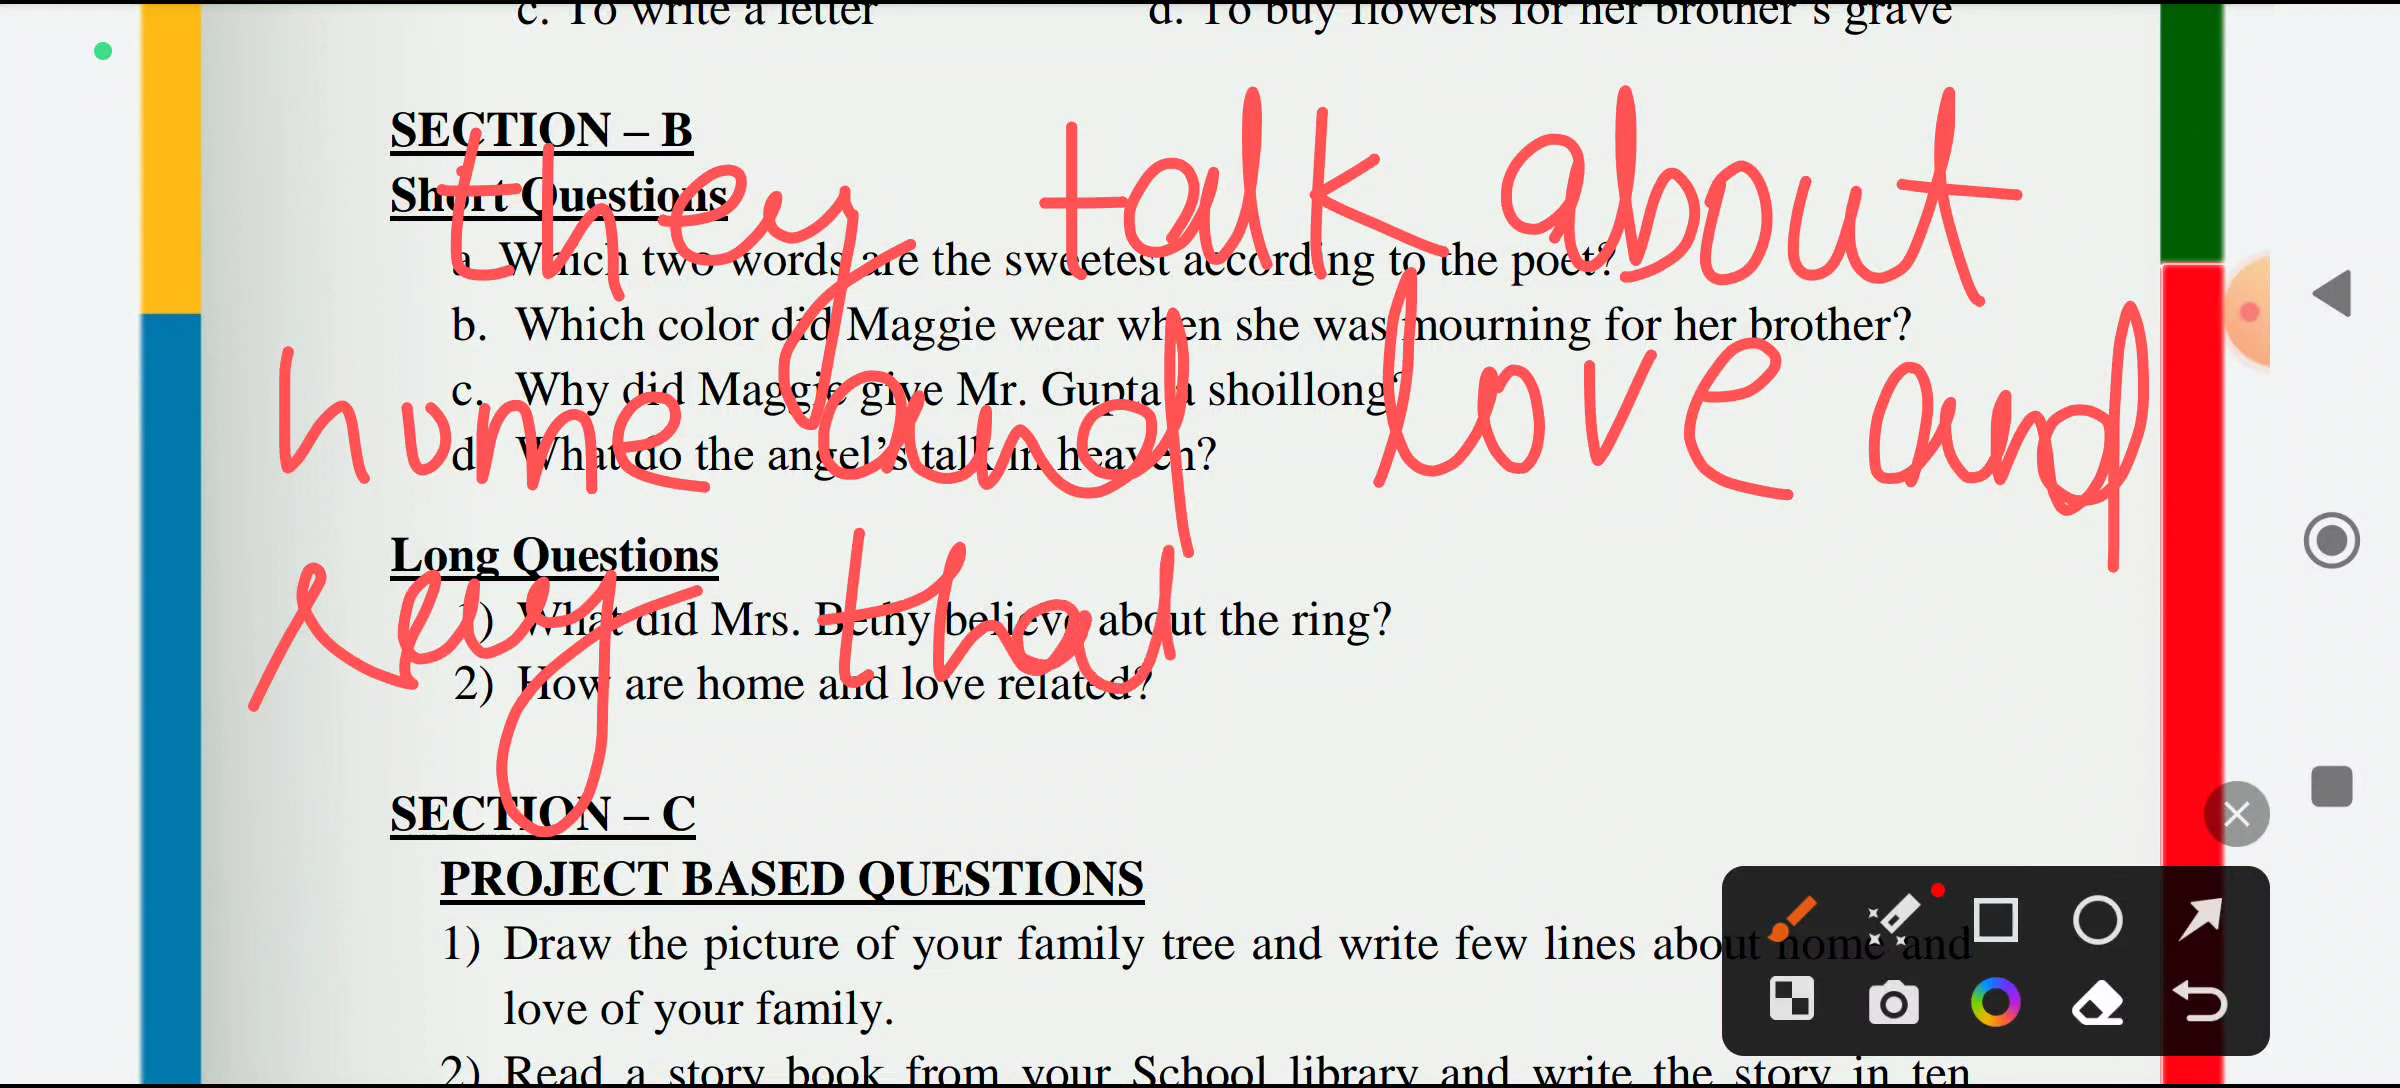 c. To write a letter d. To buy flowers for her brother's grave
SECTION – B
Short Questions
they talk about
a. Which two words are the sweetest according to the poet?
b. Which color did Maggie wear when she was mourning for her brother?
c. Why did Maggie give Mr. Gupta a shoillong?
home and love and
d. What do the angel's talk in heaven?
Long Questions
say that
1) What did Mrs. Bethy believe about the ring?
2) How are home and love related?
SECTION – C
PROJECT BASED QUESTIONS
1) Draw the picture of your family tree and write few lines about home and
love of your family.
2) Read a story book from your School library and write the story in ten